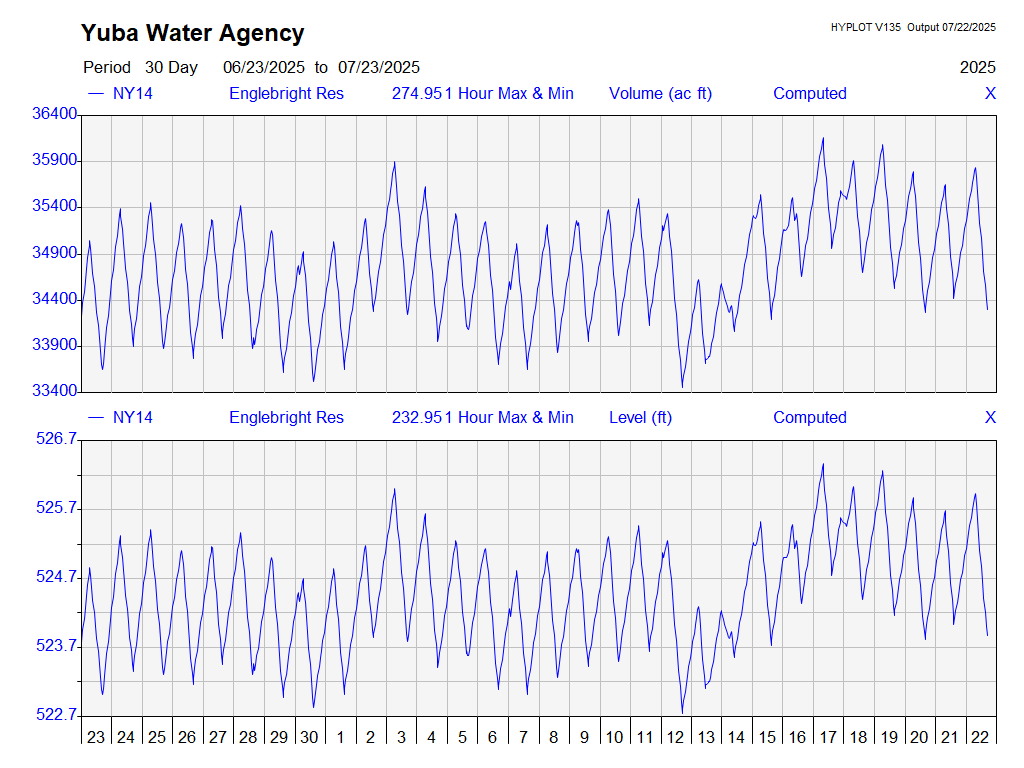 Yuba Water Agency
HYPLOT V135 Output 07/22/2025
Period 30 Day 06/23/2025 to 07/23/2025 2025
NY14 Englebright Res 274.951 Hour Max & Min Volume (ac ft) Computed X
36400
35900
35400
34900
34400
33900
33400
NY14 Englebright Res 232.951 Hour Max & Min Level (ft) Computed X
526.7
525.7
524.7
523.7
522.7
23 24 25 26 27 28 29 30 1 2 3 4 5 6 7 8 9 10 11 12 13 14 15 16 17 18 19 20 21 22